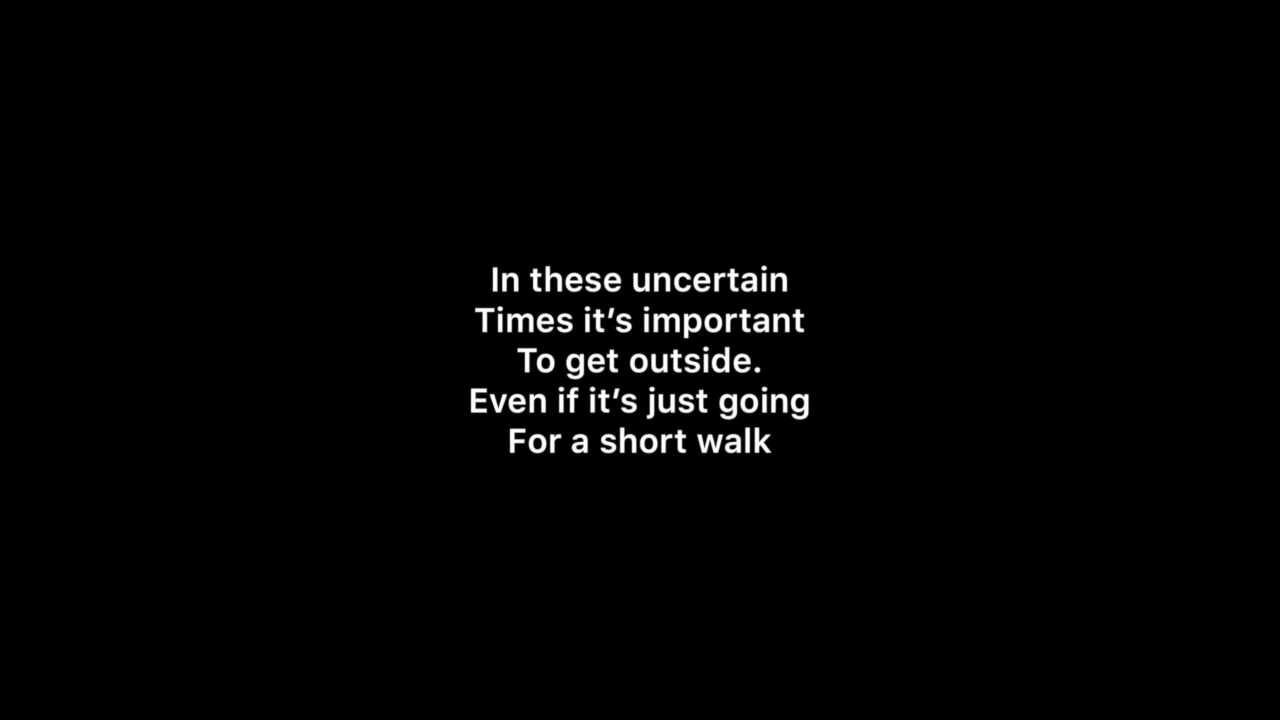 In these uncertain
Times it’s important
To get outside.
Even if it’s just going
For a short walk